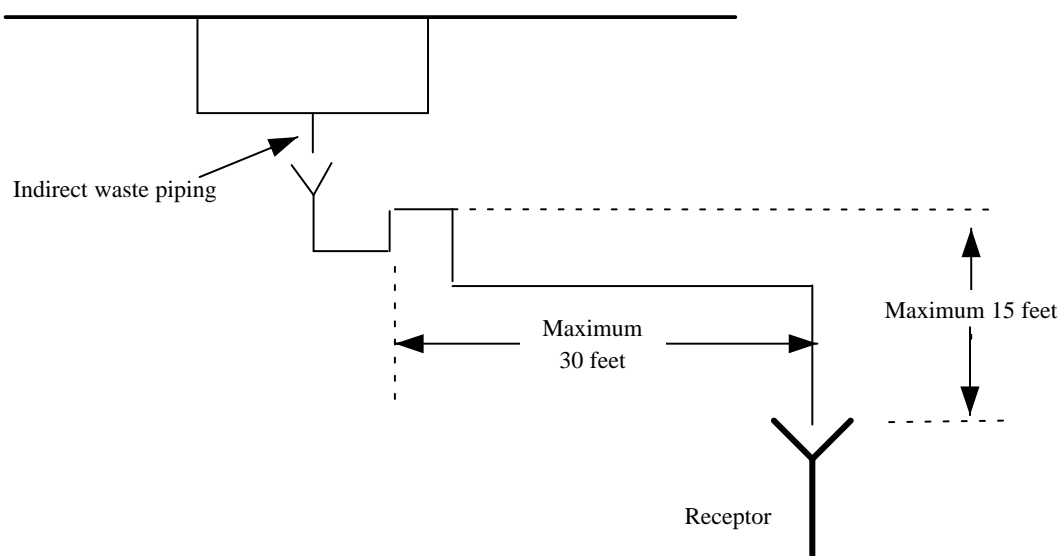 Indirect waste piping
Maximum 15 feet
Maximum
30 feet
Receptor